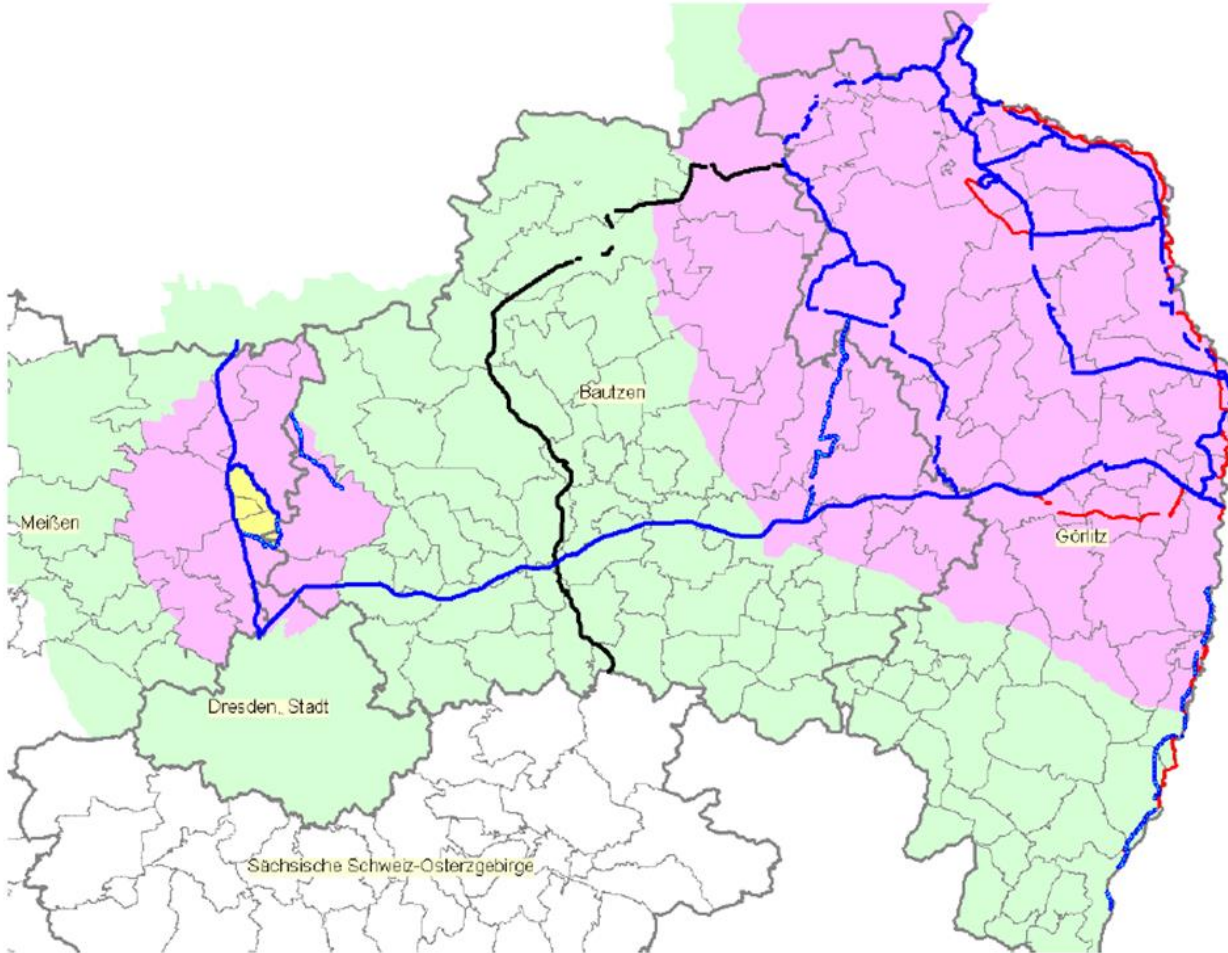 Bautzen
Meißen
Görlitz
Dresden, Stadt
Sächsische Schweiz-Osterzgebirge